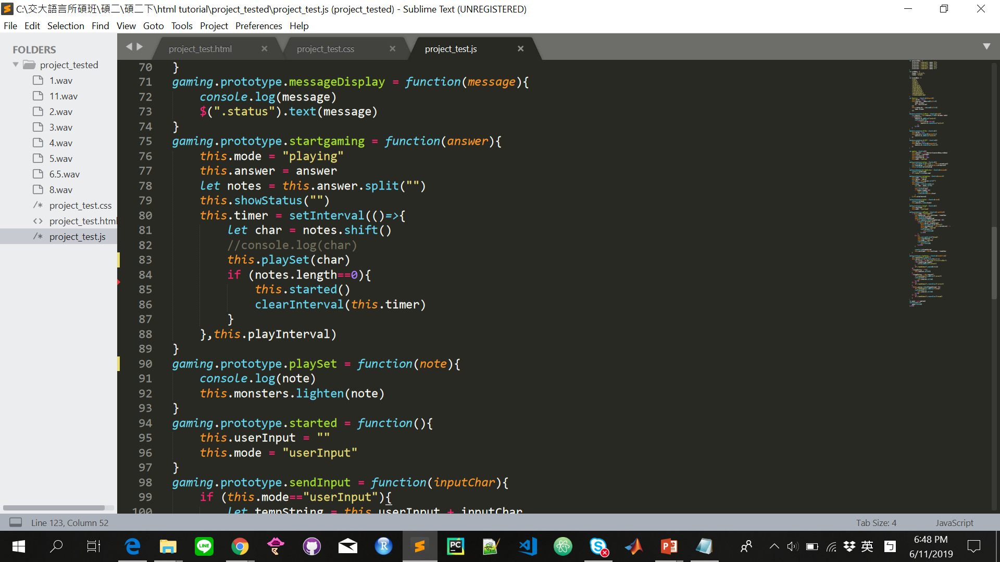 C:\交大語言所碩班\碩二\碩二下\html tutorial\project_tested\project_test.js (project_tested) - Sublime Text (UNREGISTERED)
File Edit Selection Find View Goto Tools Project Preferences Help
FOLDERS
project_tested
1.wav
11.wav
2.wav
3.wav
4.wav
5.wav
6.5.wav
8.wav
/* project_test.css
<> project_test.html
/* project_test.js
project_test.html × project_test.css × project_test.js ×
70 }
71 gaming.prototype.messageDisplay = function(message){
72 console.log(message)
73 $(".status").text(message)
74 }
75 gaming.prototype.startgaming = function(answer){
76 this.mode = "playing"
77 this.answer = answer
78 let notes = this.answer.split("")
79 this.showStatus("")
80 this.timer = setInterval(()=>{
81 let char = notes.shift()
82 //console.log(char)
83 this.playSet(char)
84 if (notes.length==0){
85 this.started()
86 clearInterval(this.timer)
87 }
88 },this.playInterval)
89 }
90 gaming.prototype.playSet = function(note){
91 console.log(note)
92 this.monsters.lighten(note)
93 }
94 gaming.prototype.started = function(){
95 this.userInput = ""
96 this.mode = "userInput"
97 }
98 gaming.prototype.sendInput = function(inputChar){
99 if (this.mode=="userInput"){
100 let tempString = this.userInput + inputChar
Line 123, Column 52 Tab Size: 4 JavaScript
LINE
R
PC
英
ㄅ
6:48 PM
6/11/2019